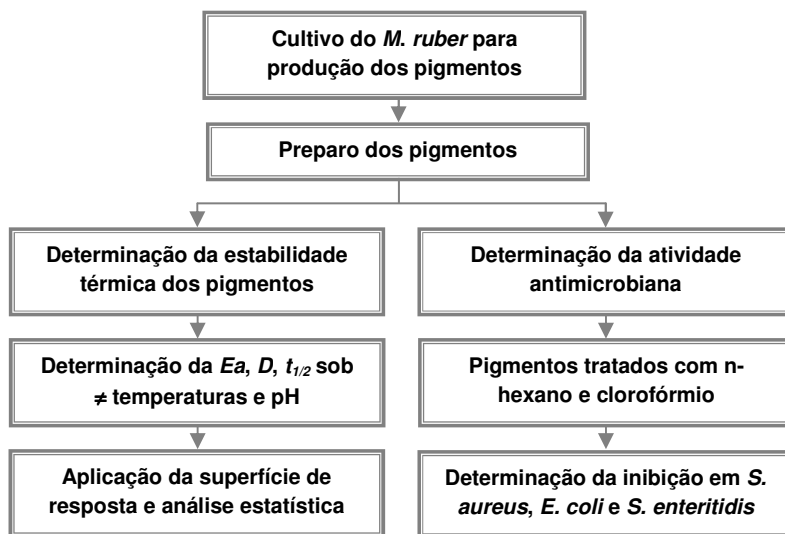 Cultivo do M. ruber para
produção dos pigmentos
Preparo dos pigmentos
Determinação da estabilidade
térmica dos pigmentos
Determinação da Ea, D, t1/2 sob
≠ temperaturas e pH
Aplicação da superfície de
resposta e análise estatística
Determinação da atividade
antimicrobiana
Pigmentos tratados com n-
hexano e clorofórmio
Determinação da inibição em S.
aureus, E. coli e S. enteritidis